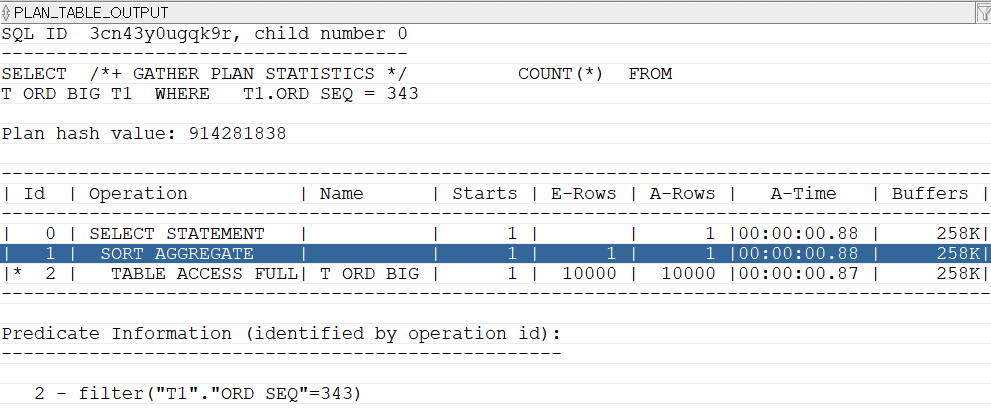 PLAN_TABLE_OUTPUT
SQL ID  3cn43y0ugqk9r, child number 0
-------------------------------------
SELECT  /*+ GATHER PLAN STATISTICS */          COUNT(*)  FROM
T ORD BIG T1  WHERE   T1.ORD SEQ = 343
Plan hash value: 914281838
------------------------------------------------------------------------------------------
| Id  | Operation          | Name      | Starts | E-Rows | A-Rows |   A-Time   | Buffers |
------------------------------------------------------------------------------------------
|   0 | SELECT STATEMENT   |           |      1 |        |      1 |00:00:00.88 |     258K|
|   1 |  SORT AGGREGATE    |           |      1 |      1 |      1 |00:00:00.88 |     258K|
|*  2 |   TABLE ACCESS FULL| T ORD BIG |      1 |  10000 |  10000 |00:00:00.87 |     258K|
------------------------------------------------------------------------------------------
Predicate Information (identified by operation id):
---------------------------------------------------
   2 - filter("T1"."ORD SEQ"=343)